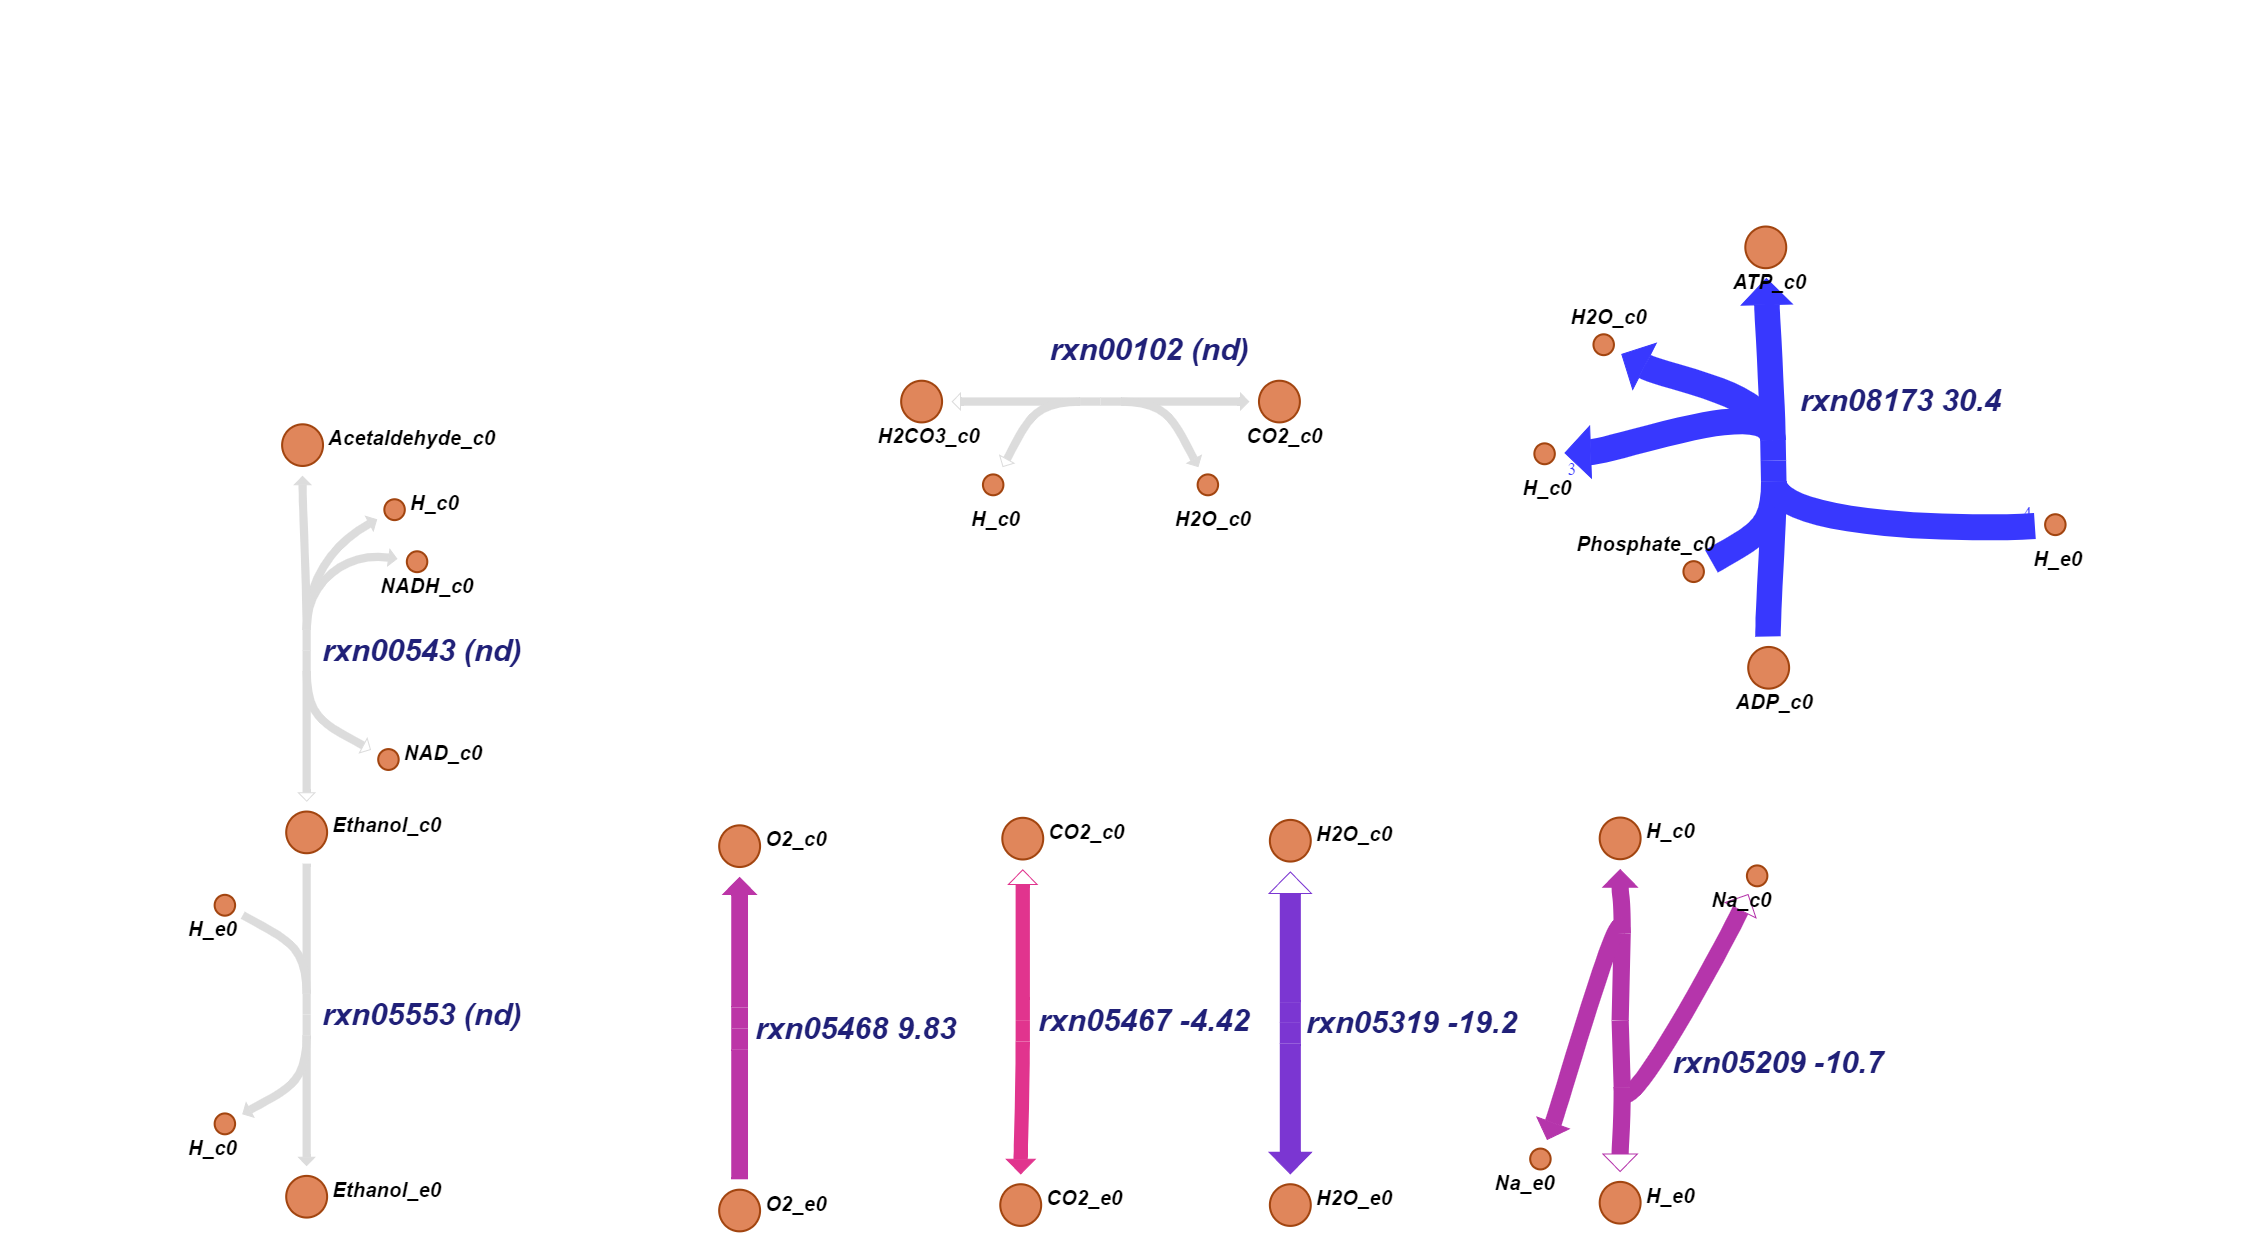 ATP_c0
H2O_c0
rxn00102 (nd)
rxn08173 30.4
H2CO3_c0
CO2_c0
Acetaldehyde_c0
3
H_c0
H_c0
4
H_c0
H2O_c0
Phosphate_c0
H_e0
NADH_c0
rxn00543 (nd)
ADP_c0
NAD_c0
Ethanol_c0
O2_c0
CO2_c0
H2O_c0
H_c0
Na_c0
H_e0
rxn05553 (nd)
rxn05468 9.83
rxn05467 -4.42
rxn05319 -19.2
rxn05209 -10.7
H_c0
Ethanol_e0
O2_e0
CO2_e0
H2O_e0
Na_e0
H_e0